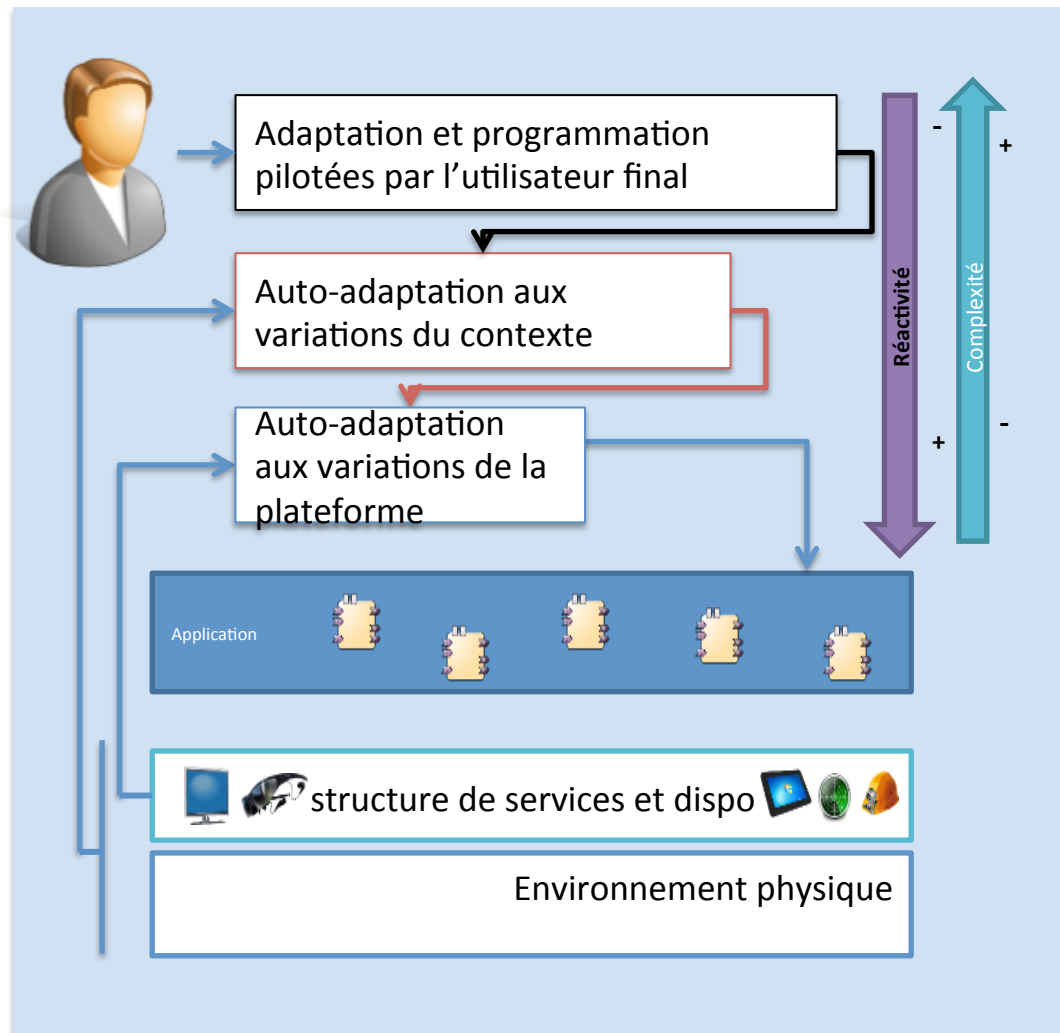 Adaptation et programmation
pilotées par l'utilisateur final
-
+
Auto-adaptation aux
variations du contexte
Réactivité
Complexité
Auto-adaptation
aux variations de la
plateforme
+
-
Application
structure de services et dispo
Environnement physique